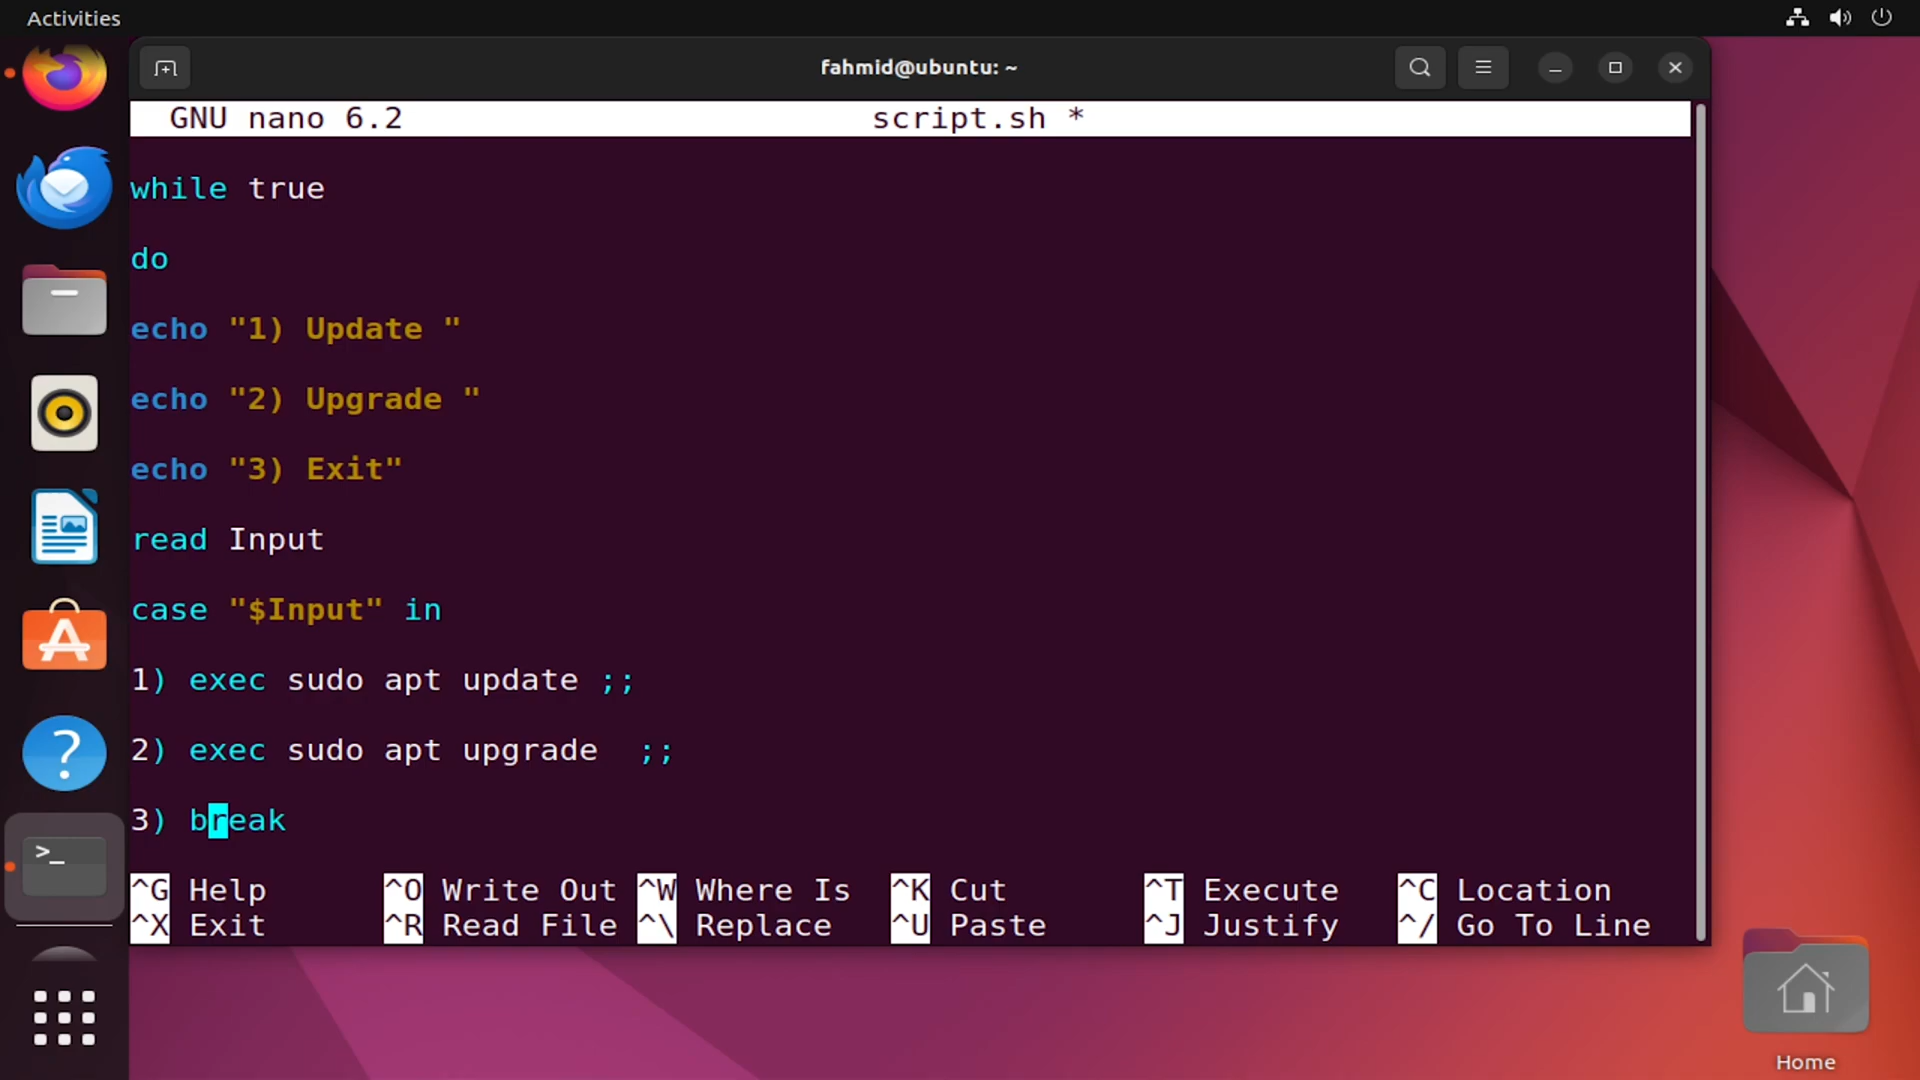 Activities
fahmid@ubuntu: ~
GNU nano 6.2 script.sh *
while true
do
echo "1) Update "
echo "2) Upgrade "
echo "3) Exit"
read Input
case "$Input" in
1) exec sudo apt update ;;
2) exec sudo apt upgrade  ;;
3) break
^G Help ^O Write Out ^W Where Is ^K Cut ^T Execute ^C Location
^X Exit ^R Read File ^\ Replace ^U Paste ^J Justify ^/ Go To Line
Home